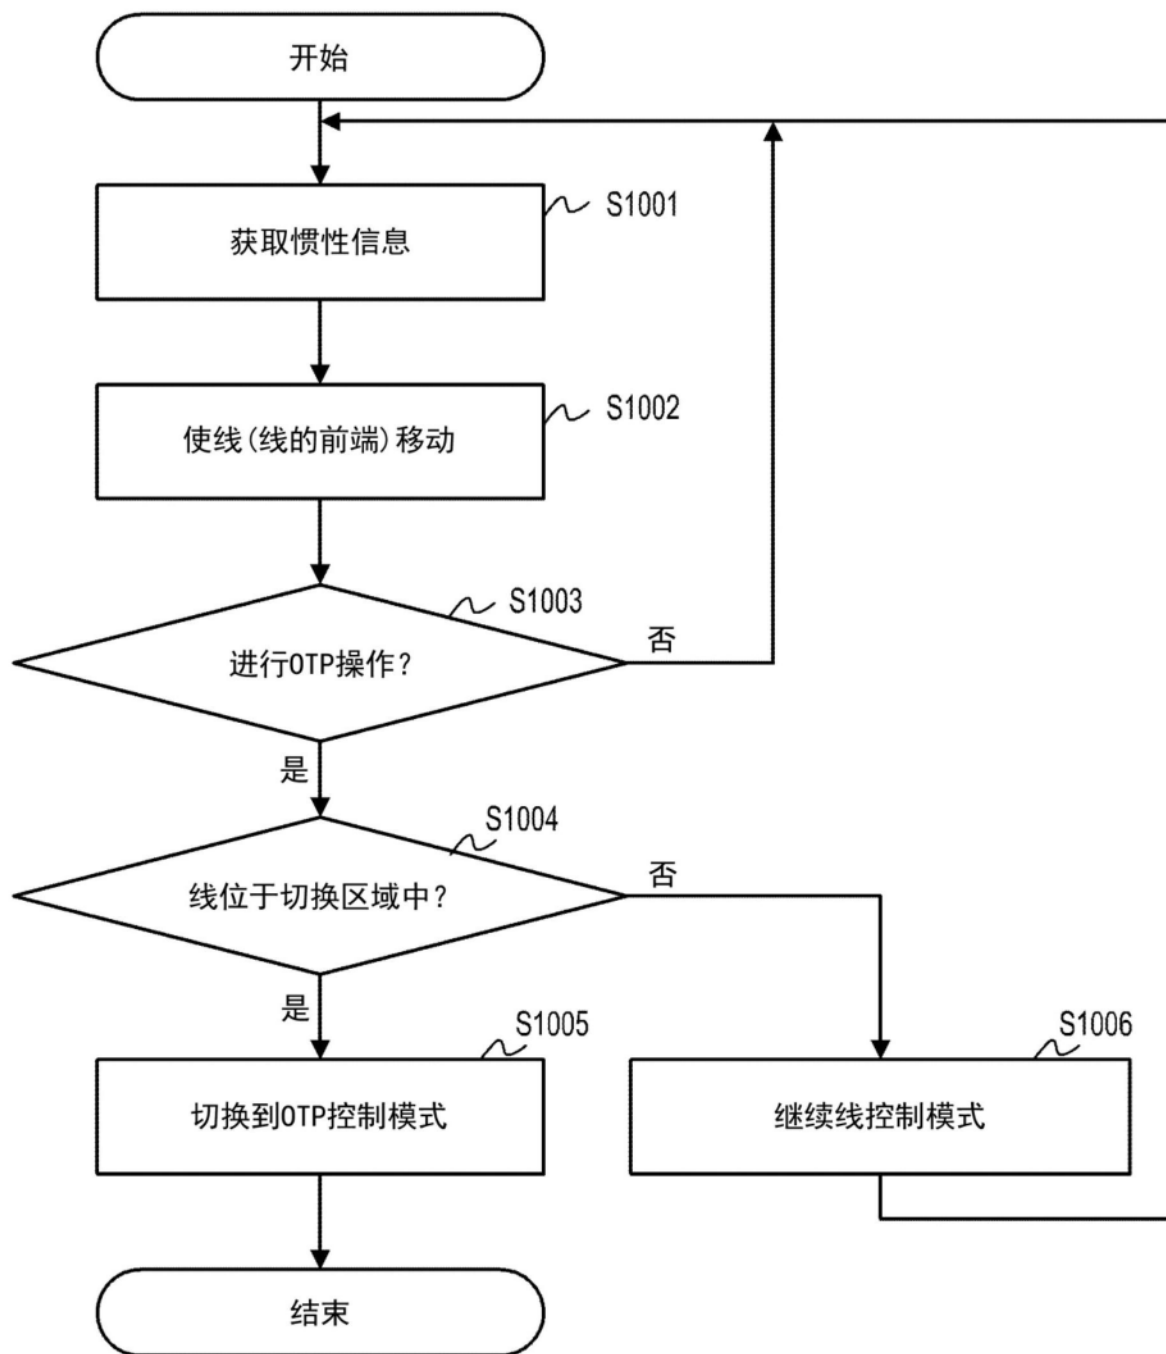 开始
获取惯性信息
S1001
使线(线的前端)移动
S1002
S1003
进行OTP操作?
否
是
S1004
线位于切换区域中?
否
是
S1005
S1006
切换到OTP控制模式
继续线控制模式
结束